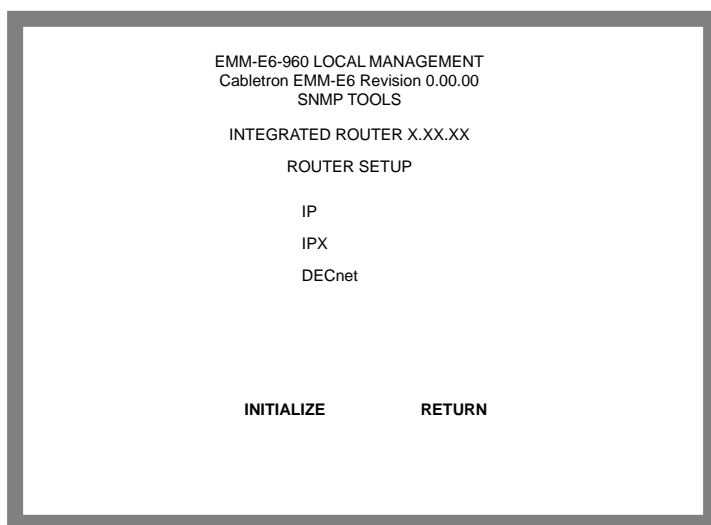 EMM-E6-960 LOCAL MANAGEMENT
Cabletron EMM-E6 Revision 0.00.00
SNMP TOOLS
INTEGRATED ROUTER X.XX.XX
ROUTER SETUP
IP
IPX
DECnet
INITIALIZE RETURN